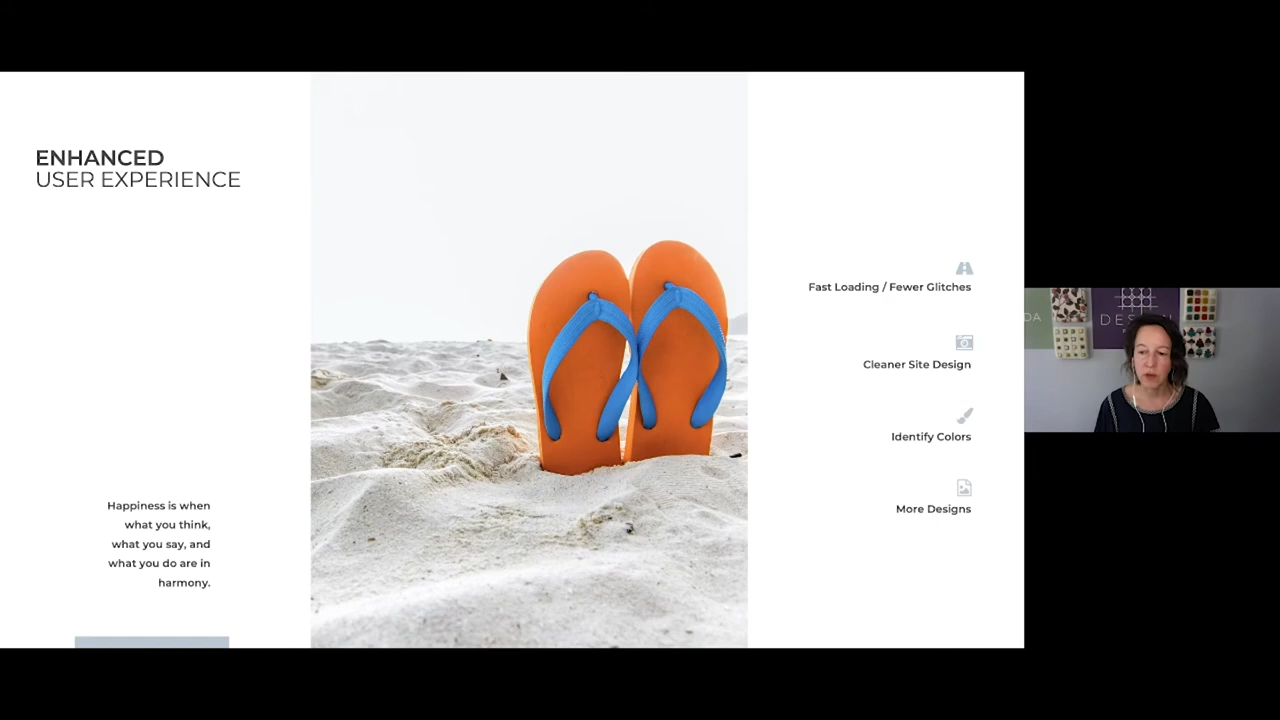 ENHANCED
USER EXPERIENCE
Happiness is when
what you think,
what you say, and
what you do are in
harmony.
Fast Loading / Fewer Glitches
Cleaner Site Design
Identify Colors
More Designs